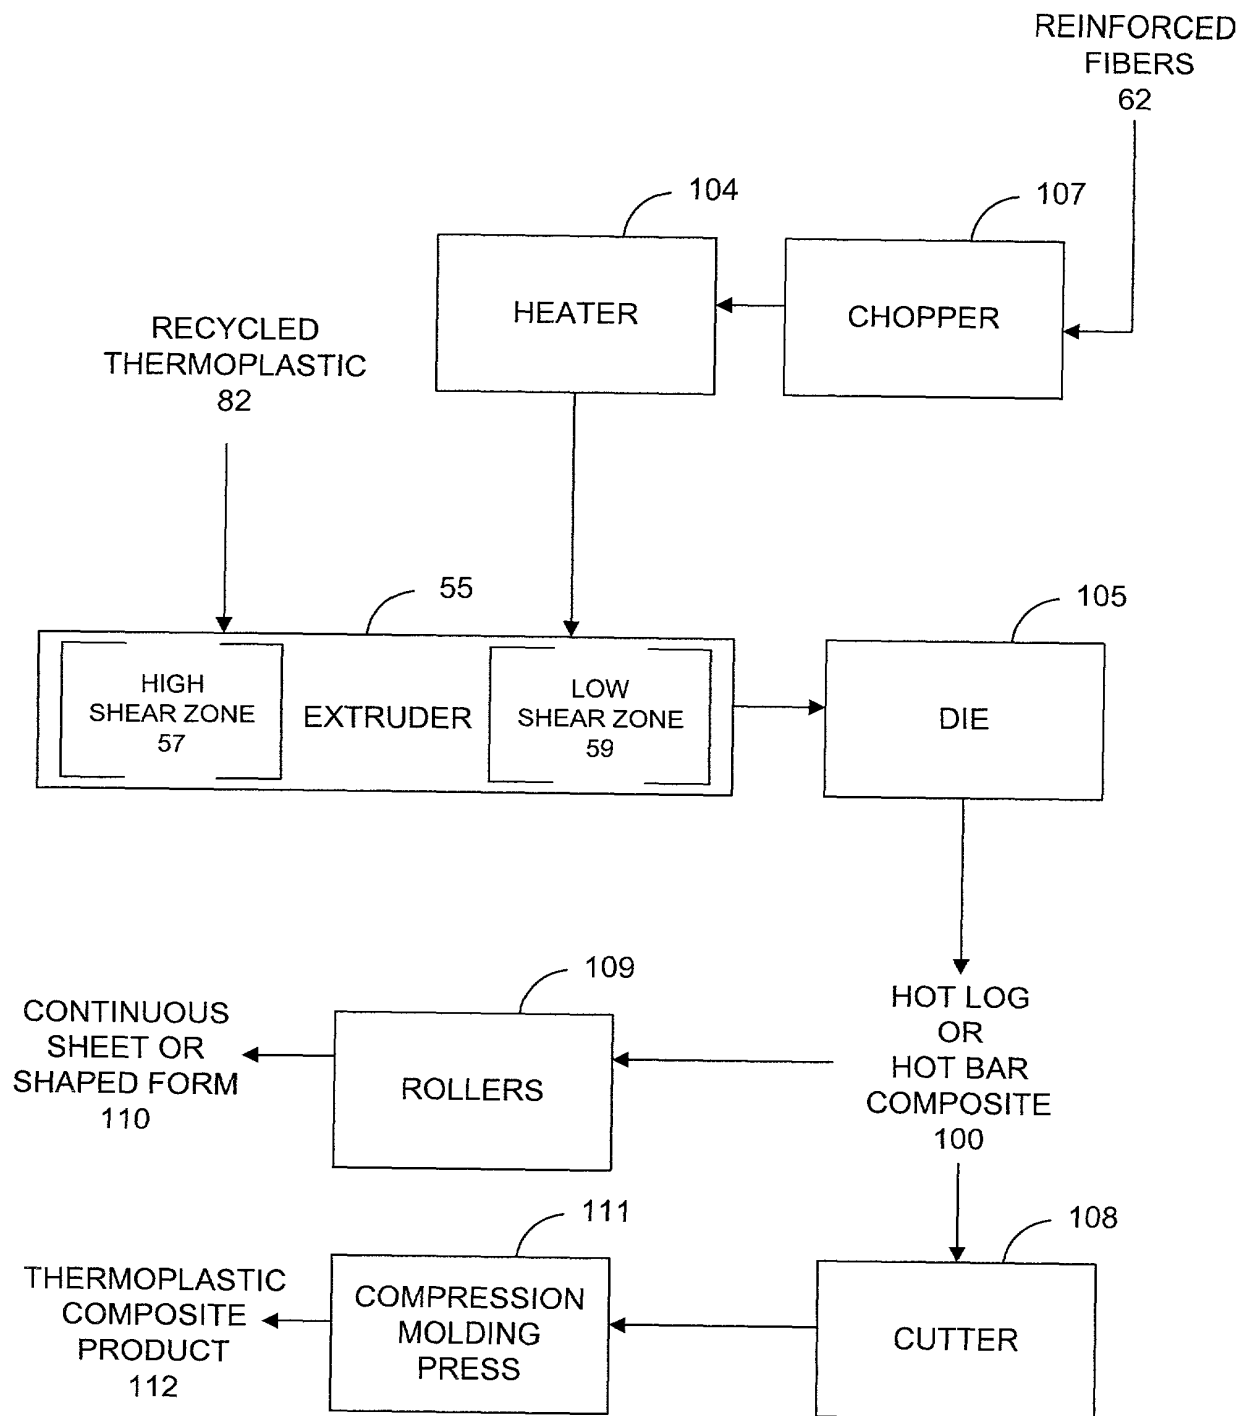 REINFORCED
FIBERS
62
104
107
HEATER
CHOPPER
RECYCLED
THERMOPLASTIC
82
55
105
HIGH
SHEAR ZONE
57
EXTRUDER
LOW
SHEAR ZONE
59
DIE
109
CONTINUOUS
SHEET OR
SHAPED FORM
110
ROLLERS
HOT LOG
OR
HOT BAR
COMPOSITE
100
111
108
THERMOPLASTIC
COMPOSITE
PRODUCT
112
COMPRESSION
MOLDING
PRESS
CUTTER